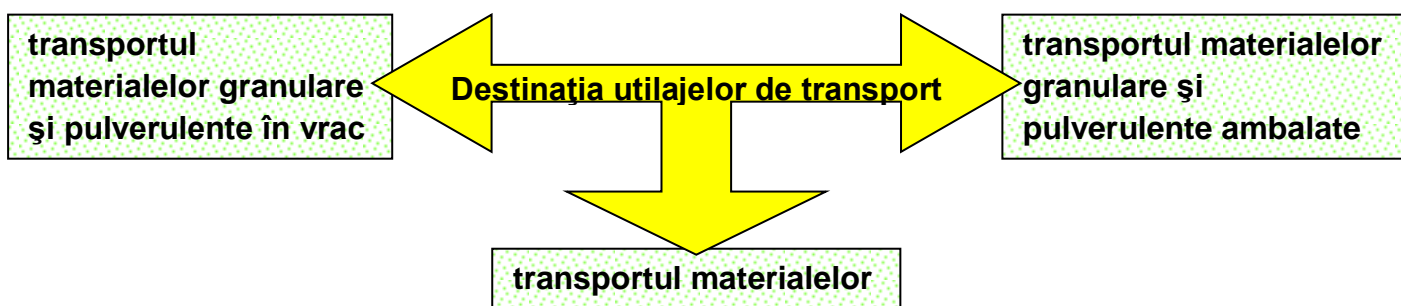 transportul
materialelor granulare
şi pulverulente în vrac
Destinaţia utilajelor de transport
transportul materialelor
granulare şi
pulverulente ambalate
transportul materialelor